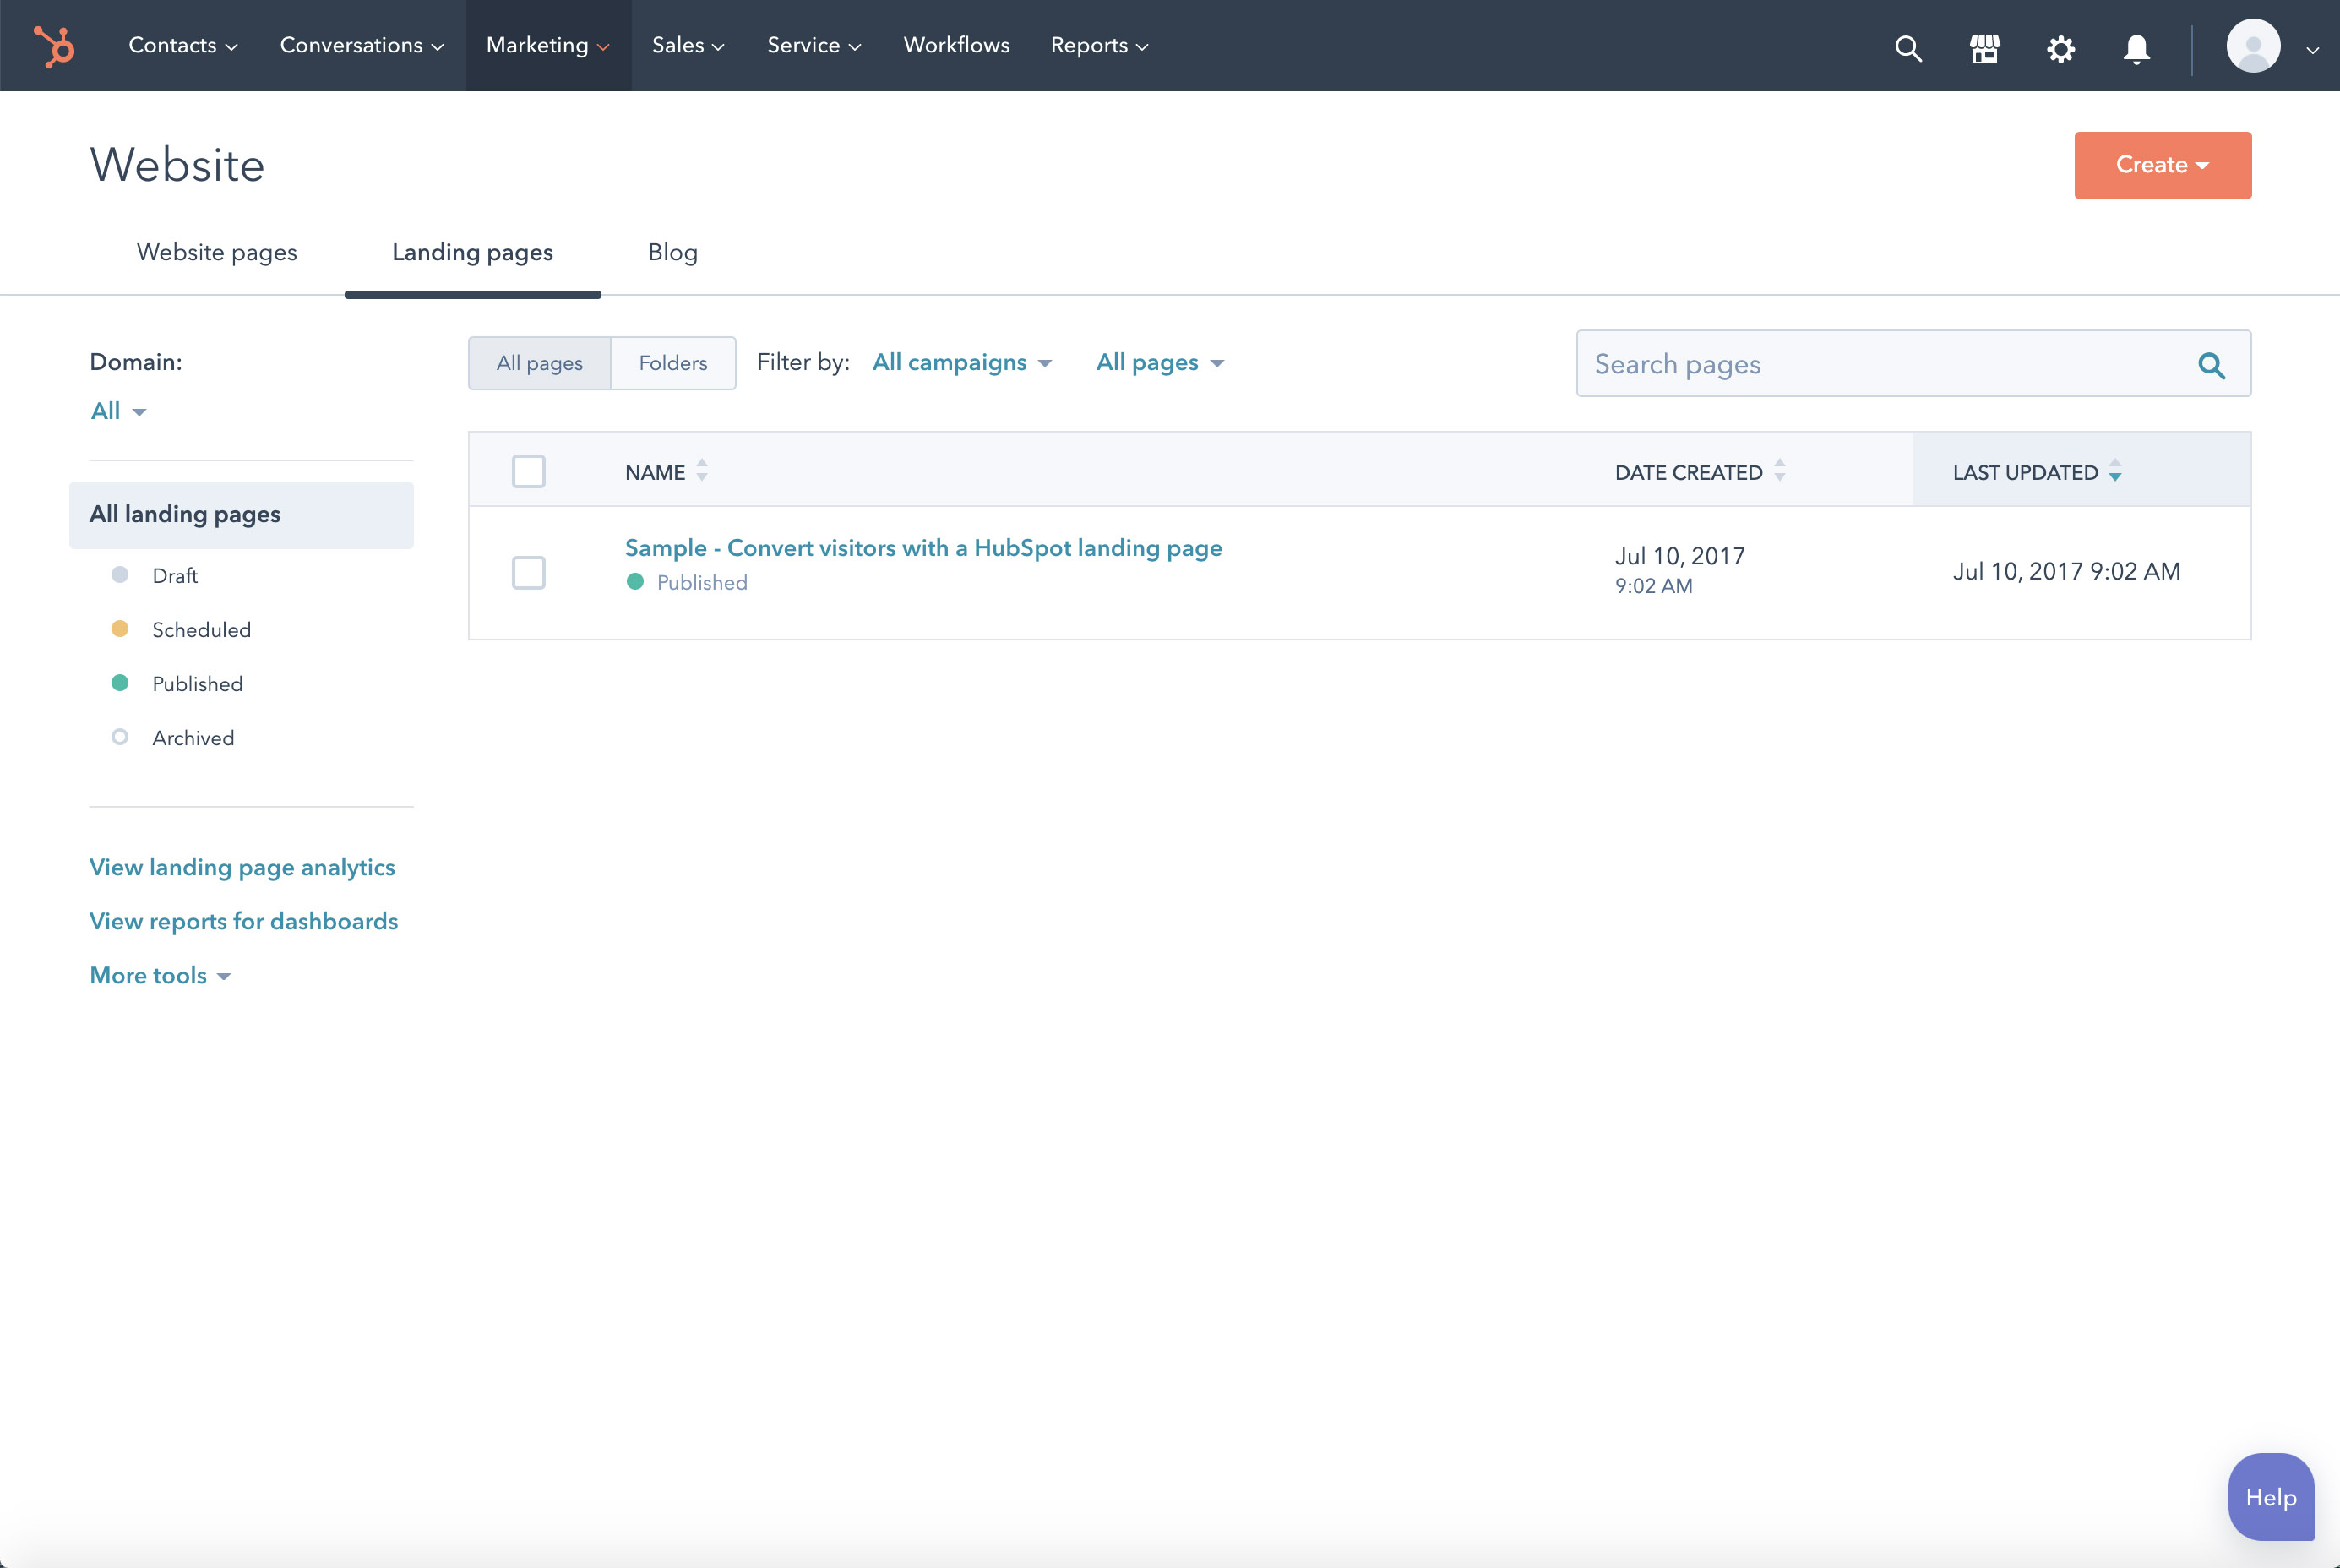 Contacts Conversations Marketing Sales Service Workflows Reports
Website
Create
Website pages Landing pages Blog
Domain:
All
All landing pages
Draft
Scheduled
Published
Archived
View landing page analytics
View reports for dashboards
More tools
All pages Folders Filter by: All campaigns All pages
Search pages
NAME DATE CREATED LAST UPDATED
Sample - Convert visitors with a HubSpot landing page
Published
Jul 10, 2017
9:02 AM
Jul 10, 2017 9:02 AM
Help